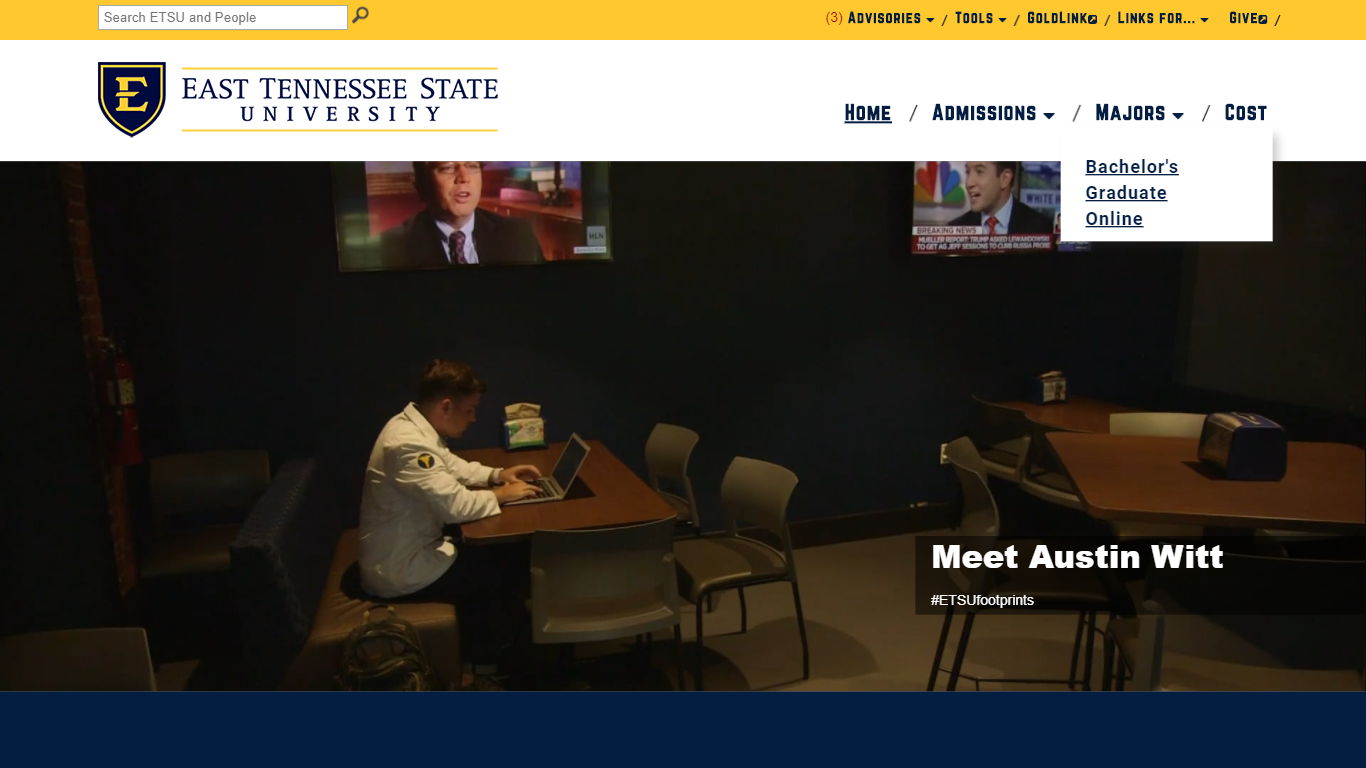 Search ETSU and People
(3) Advisories / Tools / GoldLink / Links for... Give /
East Tennessee State
University
Home / Admissions / Majors / Cost
Bachelor's
Graduate
Online
HLN
WHITE H
BREAKING NEWS
MUELLER REPORT: TRUMP ASKED LEWANDOWSKI
TO GET AG JEFF SESSIONS TO CURB RUSSIA PROBE
Meet Austin Witt
#ETSUfootprints